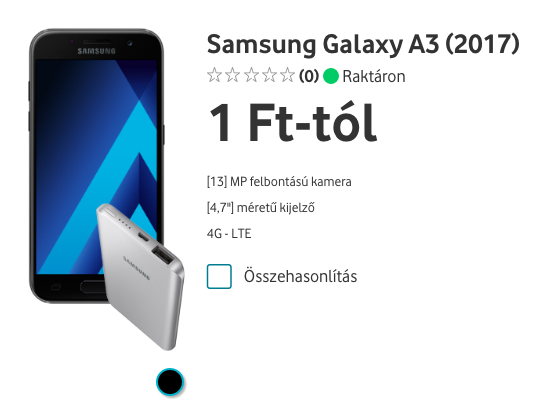 SAMSUNG
SAMSUNG
Samsung Galaxy A3 (2017)
(0) Raktáron
1 Ft-tól
[13] MP felbontású kamera
[4,7"] méretű kijelző
4G - LTE
Összehasonlítás